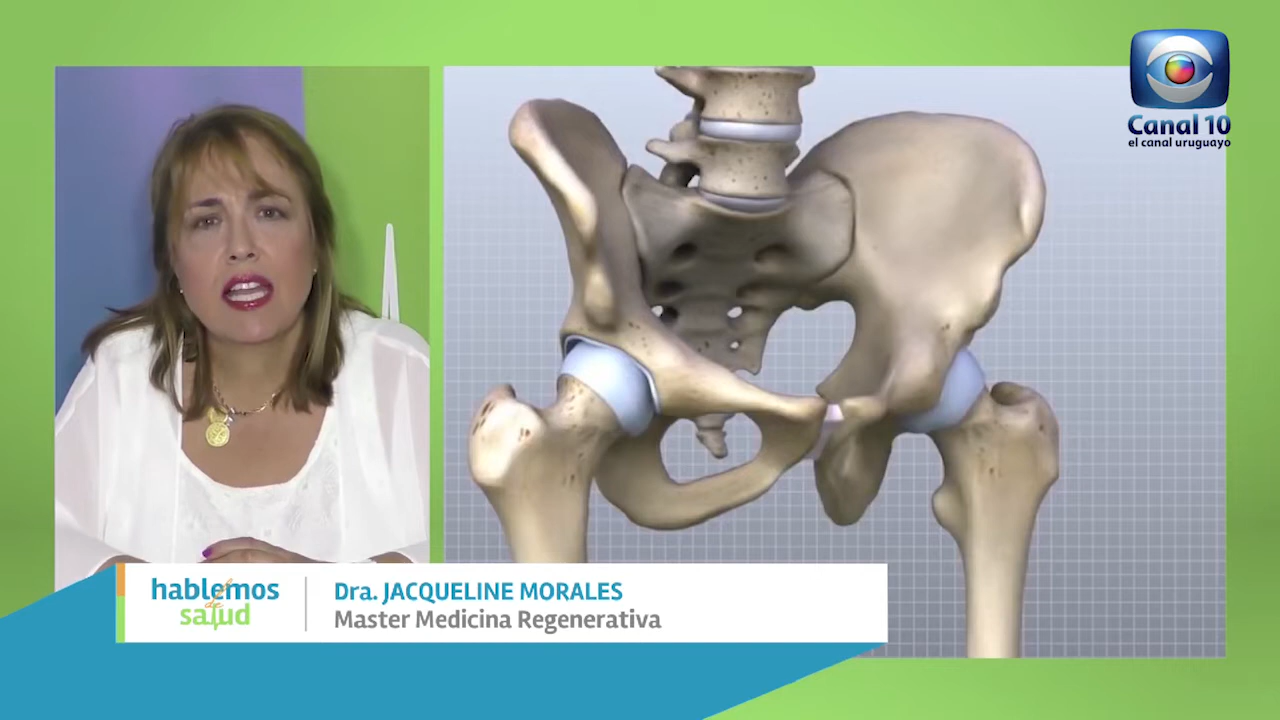 Canal 10
el canal uruguayo
hablemos
de
salud
Dra. JACQUELINE MORALES
Master Medicina Regenerativa